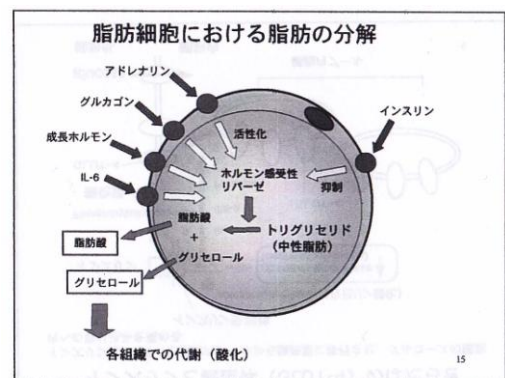 脂肪細胞における脂肪の分解
アドレナリン
グルカゴン
成長ホルモン
IL-6
インスリン
活性化
ホルモン感受性
リパーゼ
抑制
脂肪酸
+
グリセロール
トリグリセリド
(中性脂肪)
脂肪酸
グリセロール
各組織での代謝(酸化)
15